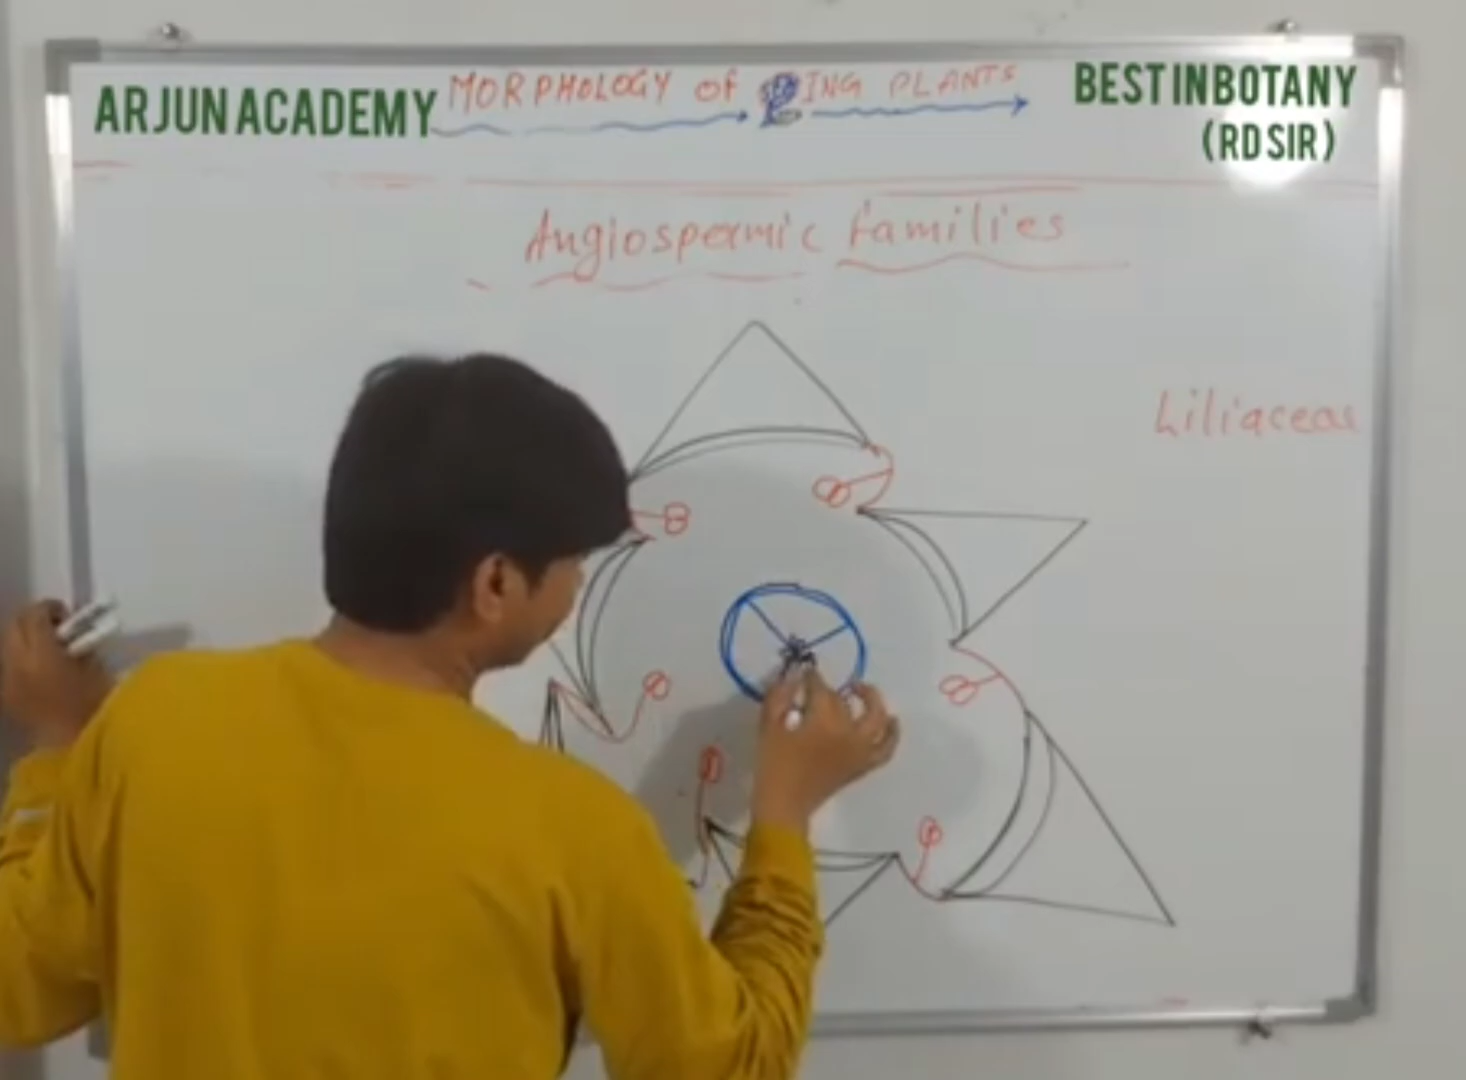 ARJUN ACADEMY MORPHOLOGY OF ING PLANTS BEST IN BOTANY
(RD SIR)
Angiospermic families
Liliaceae